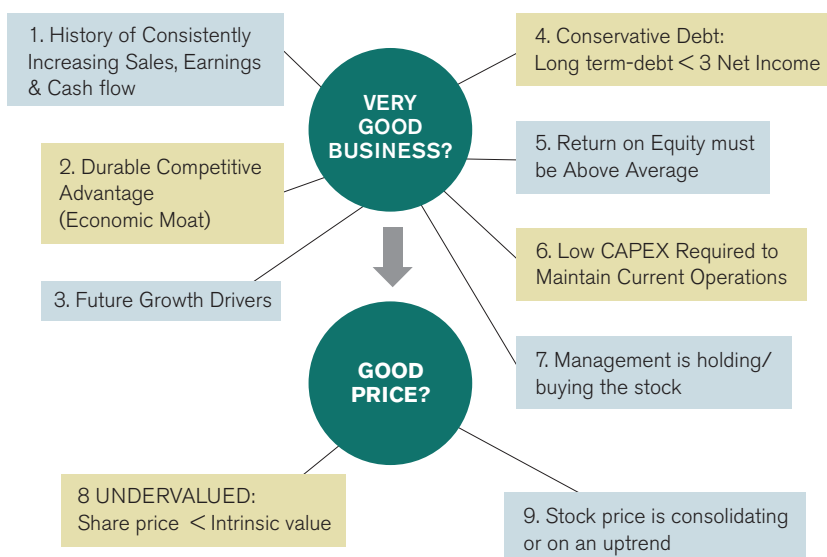 1. History of Consistently
Increasing Sales, Earnings
& Cash flow
2. Durable Competitive
Advantage
(Economic Moat)
3. Future Growth Drivers
VERY
GOOD
BUSINESS?
4. Conservative Debt:
Long term-debt < 3 Net Income
5. Return on Equity must
be Above Average
6. Low CAPEX Required to
Maintain Current Operations
7. Management is holding/
buying the stock
GOOD
PRICE?
8 UNDERVALUED:
Share price < Intrinsic value
9. Stock price is consolidating
or on an uptrend